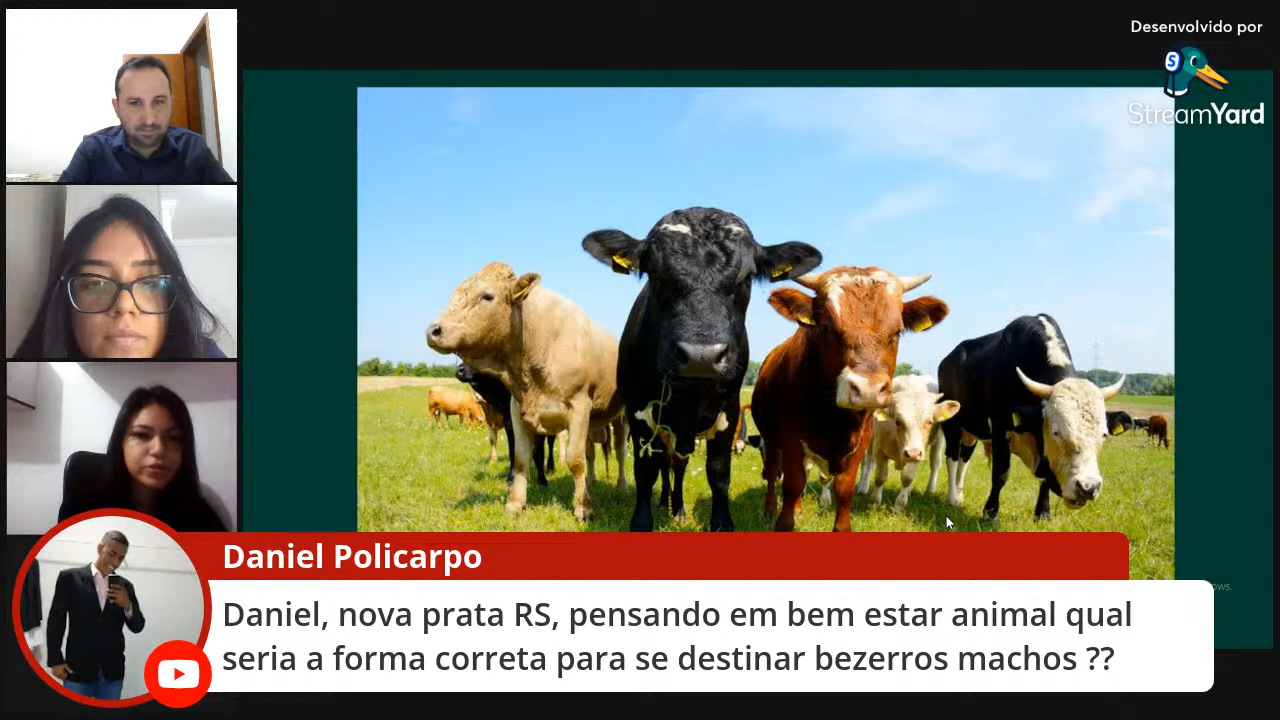 Desenvolvido por
StreamYard
Daniel Policarpo
Daniel, nova prata RS, pensando em bem estar animal qual
seria a forma correta para se destinar bezerros machos ??